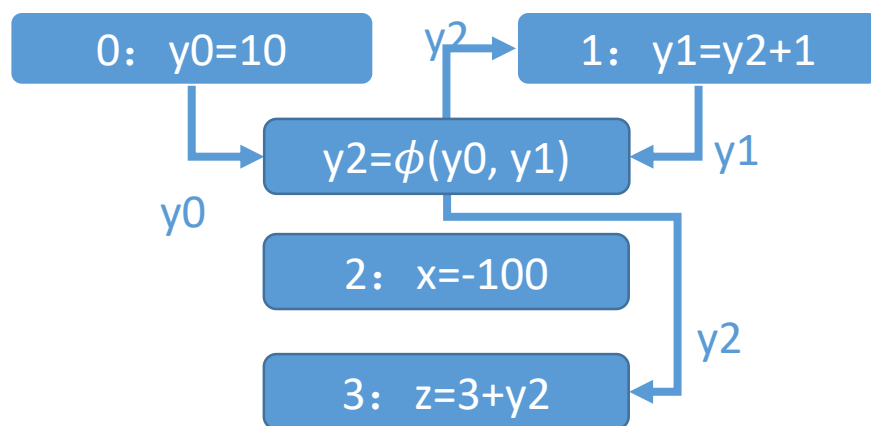 0：y0=10
y2
1：y1=y2+1
y2=ϕ(y0, y1)
y1
y0
2：x=-100
y2
3：z=3+y2